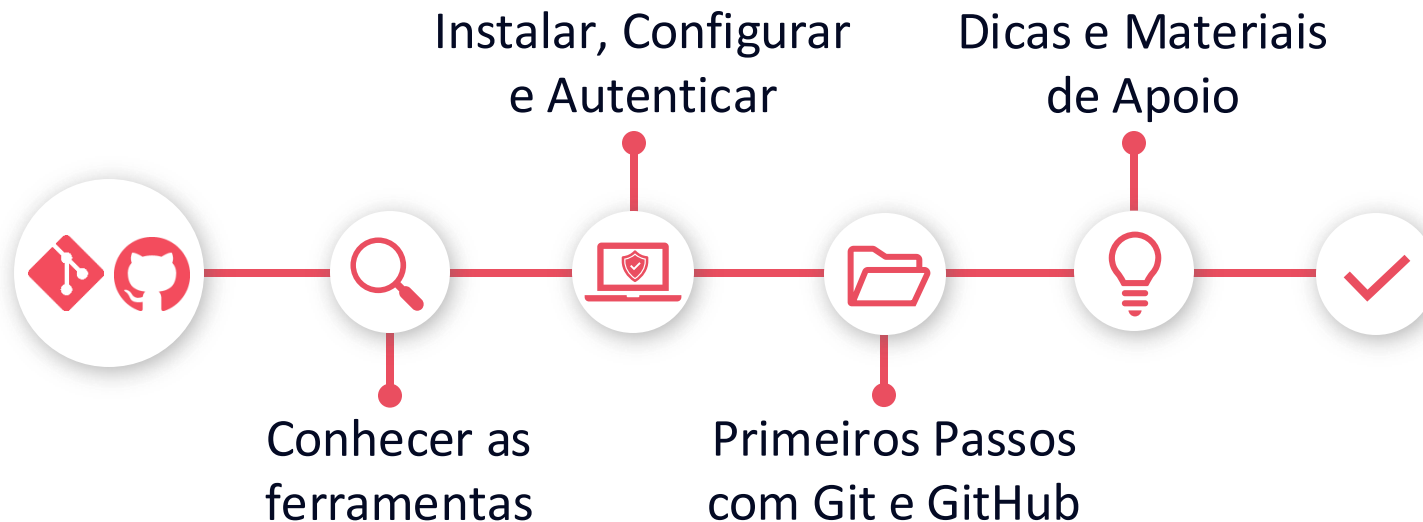 Instalar, Configurar
e Autenticar
Dicas e Materiais
de Apoio
Conhecer as
ferramentas
Primeiros Passos
com Git e GitHub